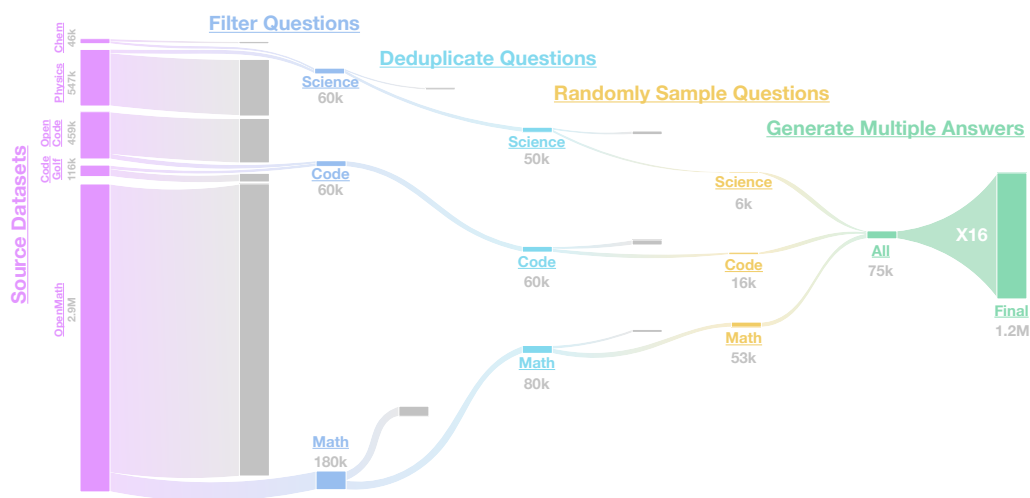 Source Datasets
Chem
46k
Physics
547k
Open
Code
459k
Code
Golf
116k
OpenMath
2.9M
Filter Questions
Science
60k
Code
60k
Math
180k
Deduplicate Questions
Science
50k
Code
60k
Math
80k
Randomly Sample Questions
Science
6k
Code
16k
Math
53k
Generate Multiple Answers
All
75k
X16
Final
1.2M